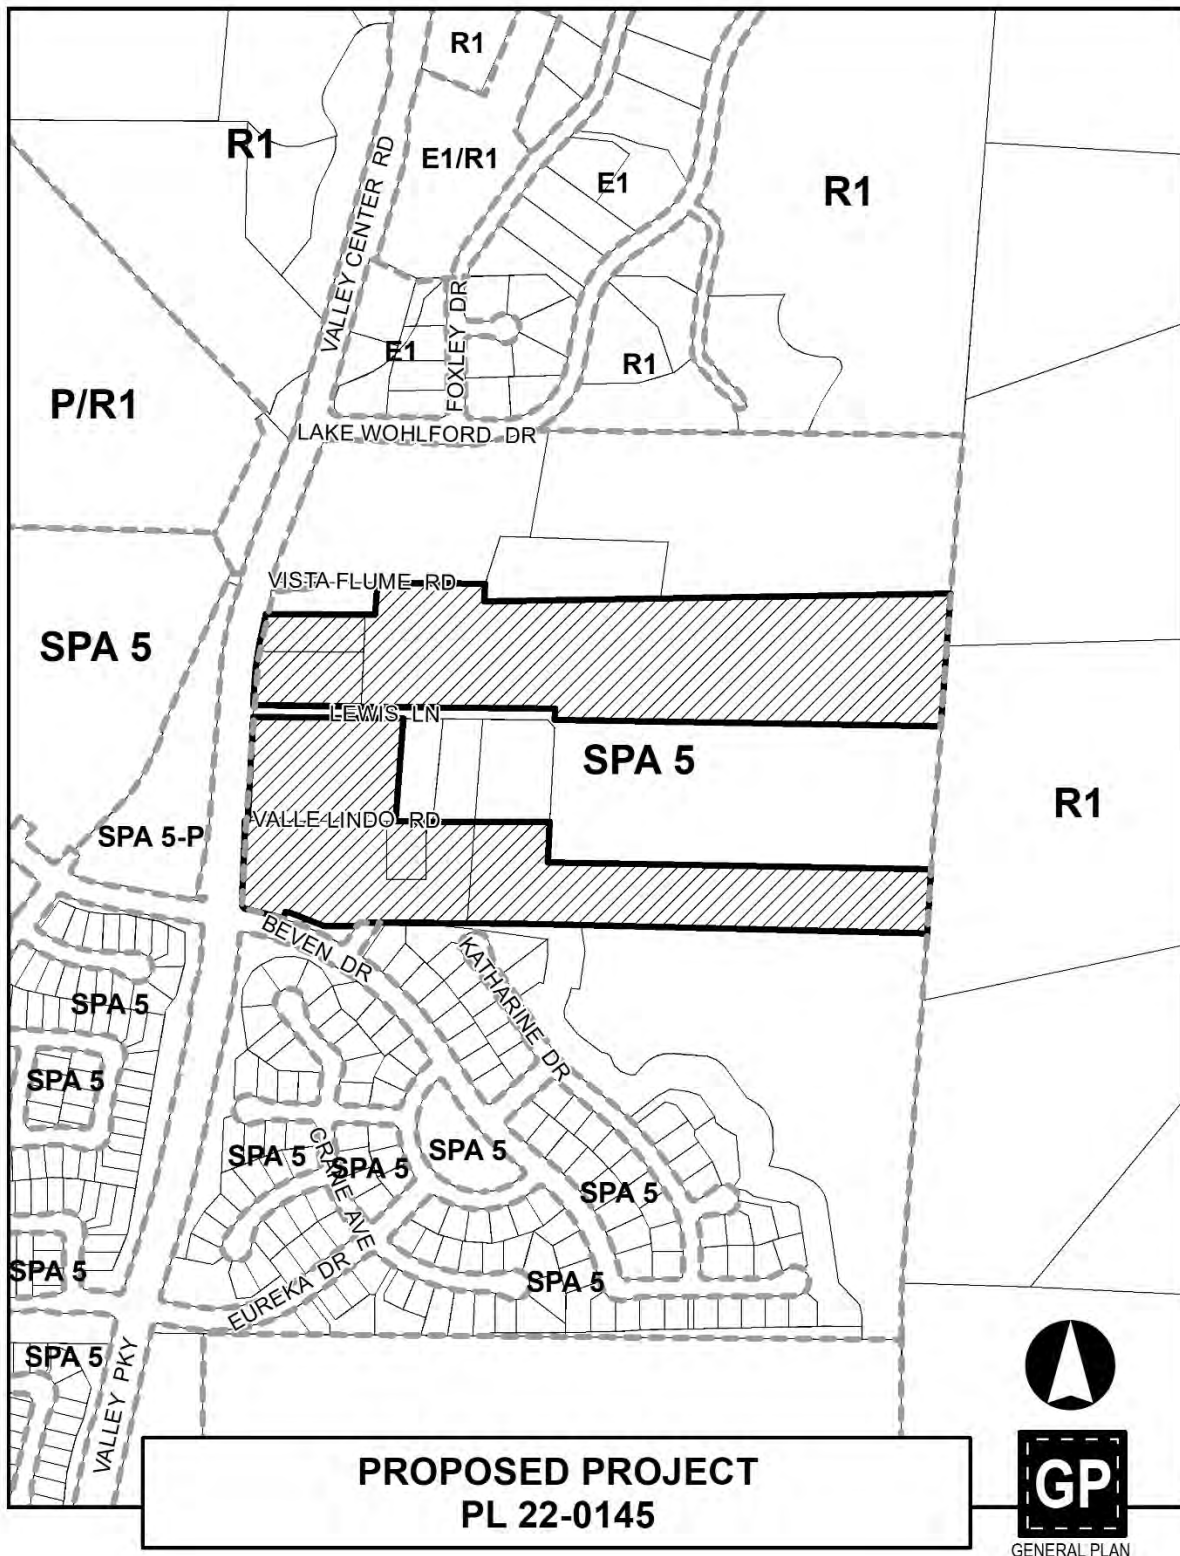 R1
R1
VALLEY CENTER RD
E1/R1
E1
R1
E1
FOXLEY DR
R1
P/R1
LAKE WOHLFORD DR
VISTA FLUME RD
SPA 5
LEWIS LN
SPA 5
R1
VALLE LINDO RD
SPA 5-P
BEVEN DR
KATHARINE DR
SPA 5
SPA 5
SPA 5
CRANE AVE
SPA 5
SPA 5
SPA 5
SPA 5
EUREKA DR
SPA 5
SPA 5
VALLEY PKY
PROPOSED PROJECT
PL 22-0145
GP
GENERAL PLAN